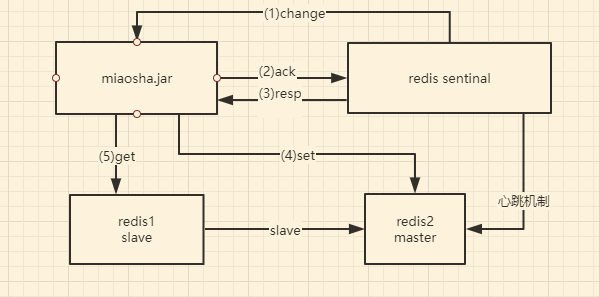 (1)change
miaosha.jar
(2)ack
redis sentinal
(3)resp
(5)get
(4)set
心跳机制
redis1
slave
slave
redis2
master